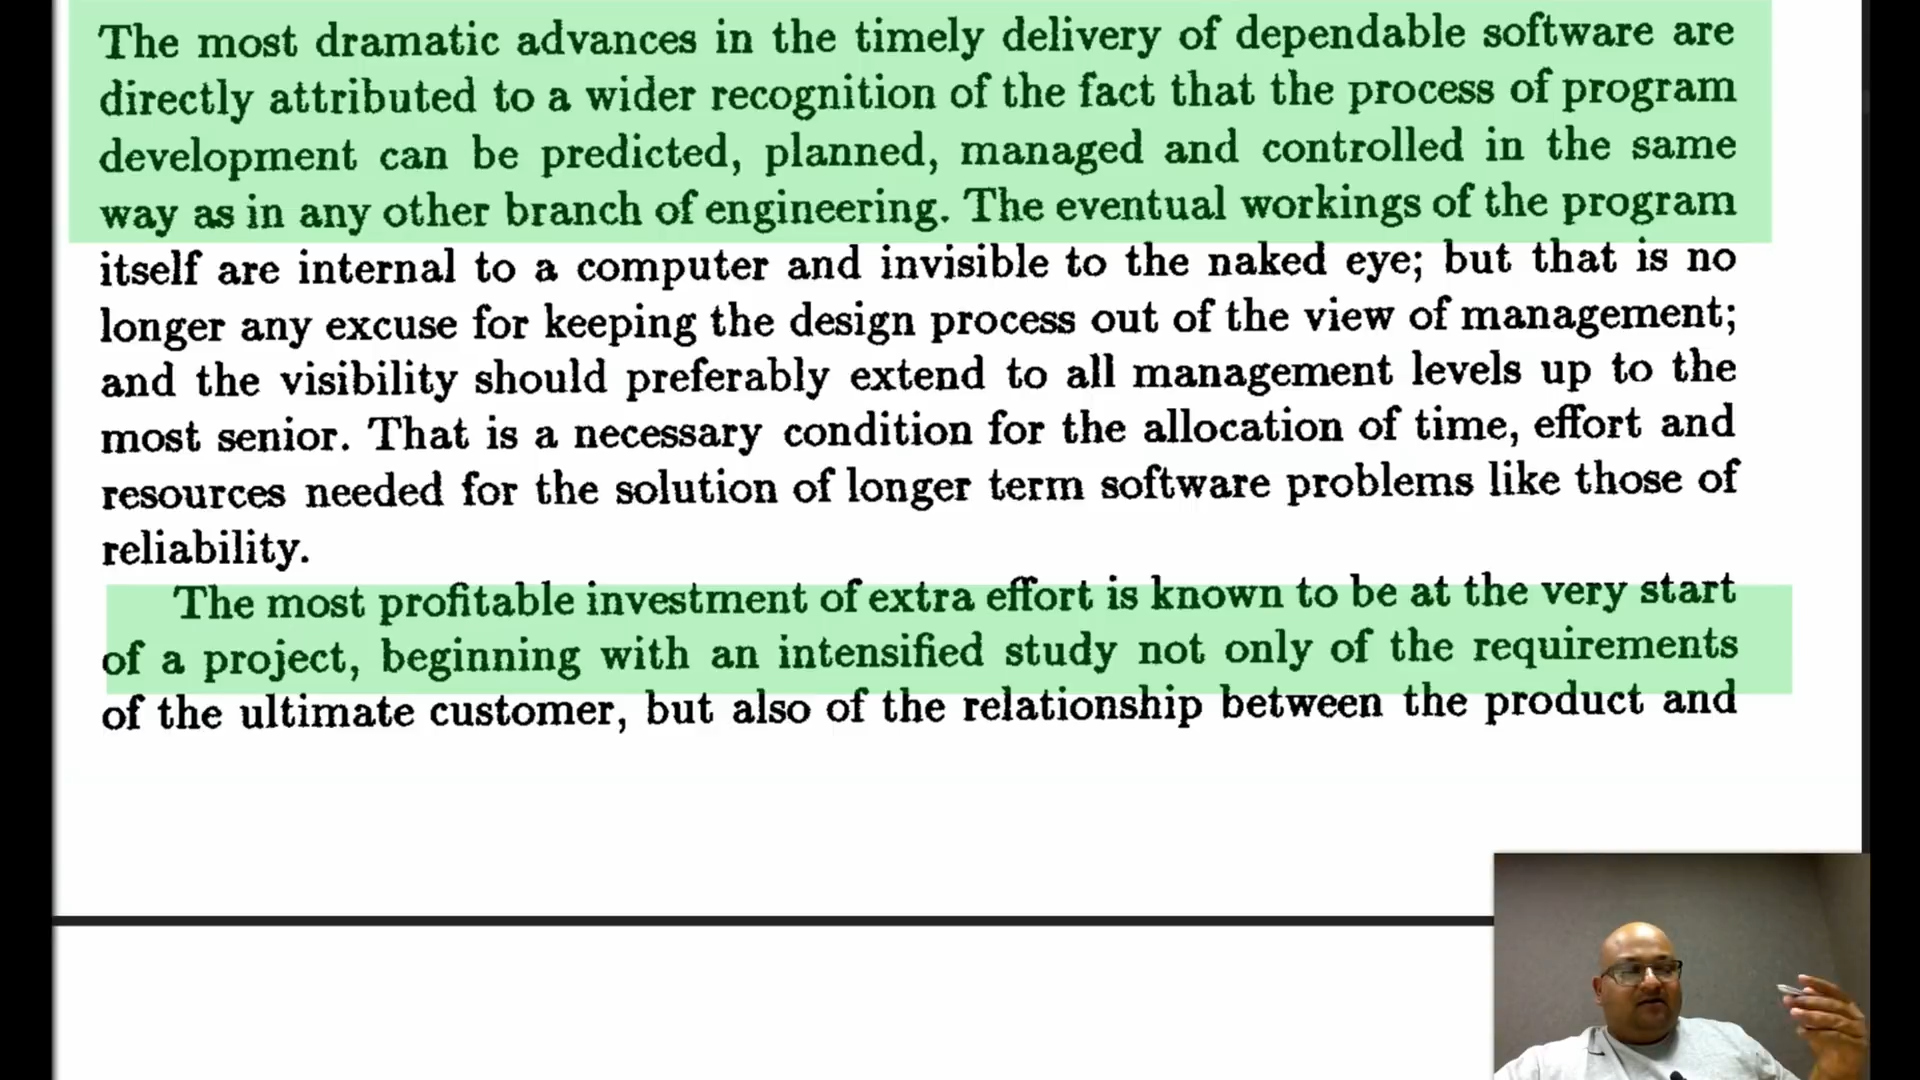 The most dramatic advances in the timely delivery of dependable software are
directly attributed to a wider recognition of the fact that the process of program
development can be predicted, planned, managed and controlled in the same
way as in any other branch of engineering. The eventual workings of the program
itself are internal to a computer and invisible to the naked eye; but that is no
longer any excuse for keeping the design process out of the view of management;
and the visibility should preferably extend to all management levels up to the
most senior. That is a necessary condition for the allocation of time, effort and
resources needed for the solution of longer term software problems like those of
reliability.
The most profitable investment of extra effort is known to be at the very start
of a project, beginning with an intensified study not only of the requirements
of the ultimate customer, but also of the relationship between the product and